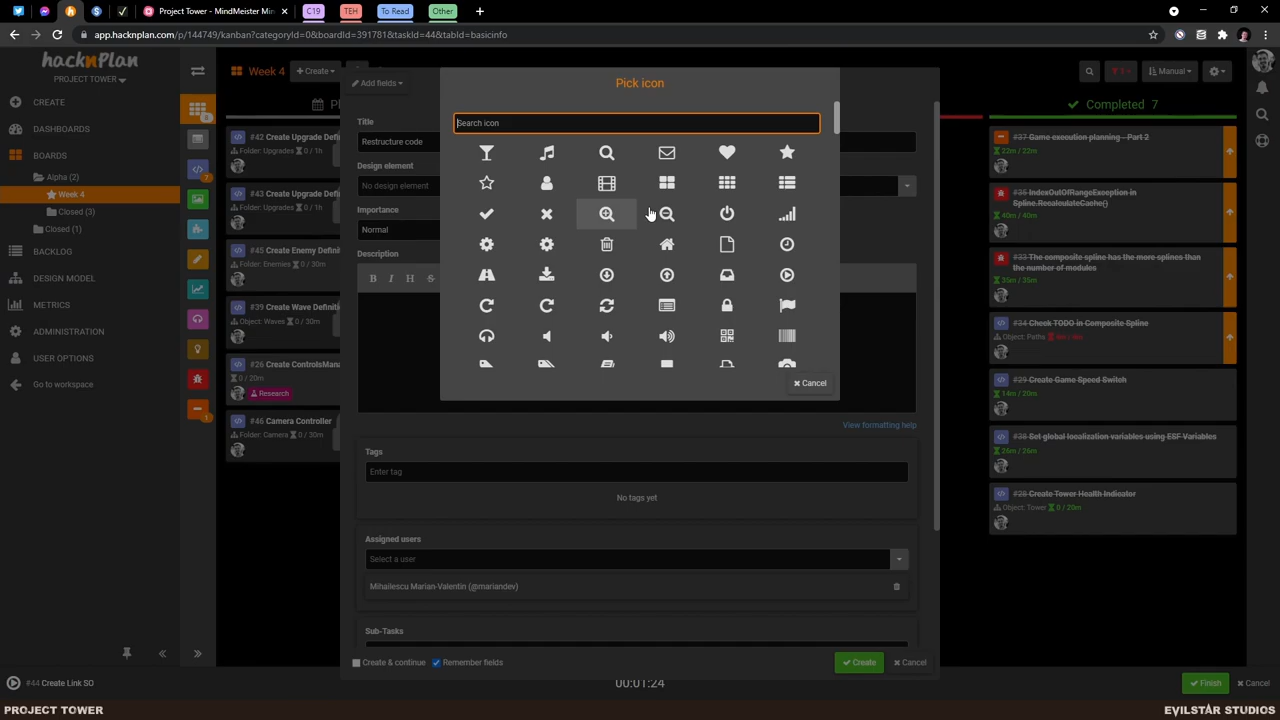 Project Tower - MindMeister Min
C19
TEH
To Read
Other
app.hacknplan.com/p/144749/kanban?categoryId=0&boardId=391781&taskId=44&tabId=basicinfo
hacknPlan
PROJECT TOWER
CREATE
DASHBOARDS
BOARDS
Alpha (2)
Week 4
Closed (3)
Closed (1)
BACKLOG
DESIGN MODEL
METRICS
ADMINISTRATION
USER OPTIONS
Go to workspace
Week 4
Create
#42 Create Upgrade Defi
Folder: Upgrades 0 / 1h
#43 Create Upgrade Defi
Folder: Upgrades 0 / 1h
#45 Create Enemy Definit
Folder: Enemies 0 / 30m
#39 Create Wave Definiti
Object: Waves 0 / 30m
#26 Create ControlsMana
0 / 20m
Research
#46 Camera Controller
Folder: Camera 0 / 30m
Add fields
Title
Restructure code
Design element
No design element
Importance
Normal
Description
B I H S
Pick icon
Search icon
Cancel
View formatting help
Tags
Enter tag
No tags yet
Assigned users
Select a user
Mihailescu Marian-Valentin (@mariandev)
Sub-Tasks
Create & continue
Remember fields
Create
Cancel
Manual
Completed 7
#37 Game execution planning - Part 2
22m / 22m
#36 IndexOutOfRangeException in
Spline.RecalculateCache()
40m / 40m
#33 The composite spline has the more splines than
the number of modules
35m / 35m
#34 Check TODO in Composite Spline
Object: Paths
#29 Create Game Speed Switch
14m / 20m
#38 Set global localization variables using ESF Variables
26m / 26m
#28 Create Tower Health Indicator
Object: Tower 0 / 20m
#44 Create Link SO
00:01:24
Finish
Cancel
PROJECT TOWER
EVILSTAR STUDIOS